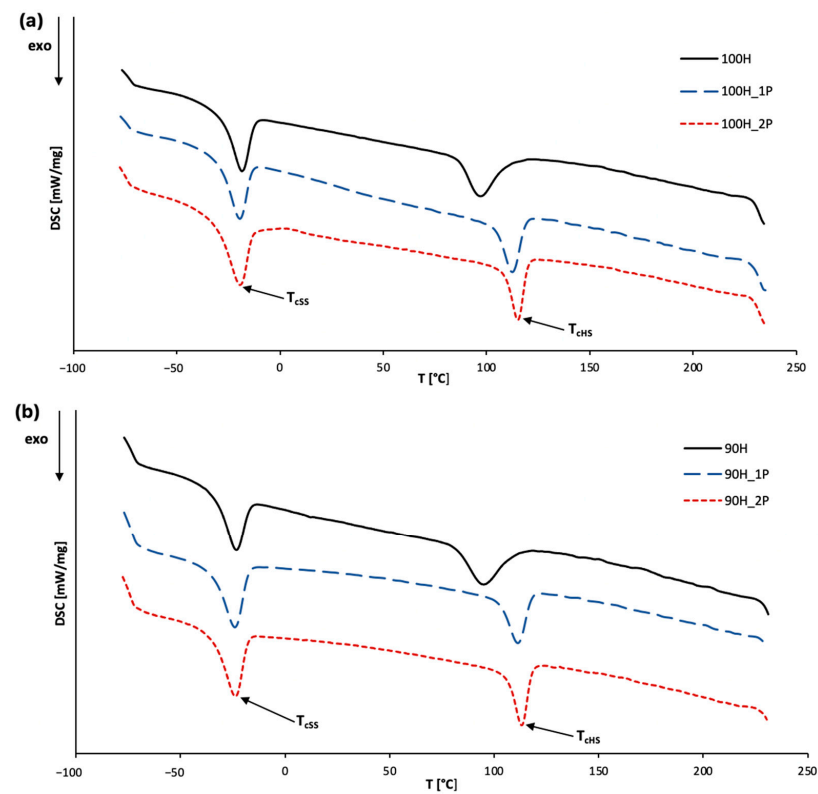 (a)
exo
100H
100H_1P
100H_2P
DSC [mW/mg]
TcSS
TcHS
−100 −50 0 50 100 150 200 250
T [°C]
(b)
exo
90H
90H_1P
90H_2P
DSC [mW/mg]
TcSS
TcHS
−100 −50 0 50 100 150 200 250
T [°C]